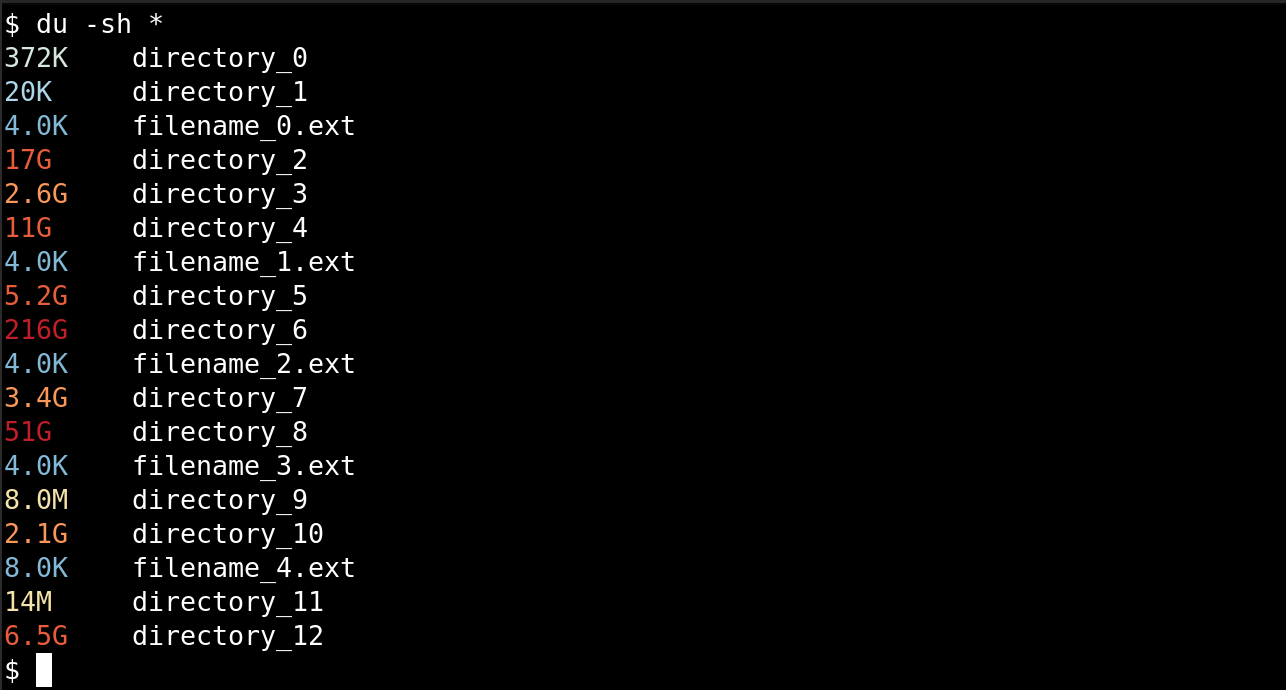 $ du -sh *
372K    directory_0
20K     directory_1
4.0K    filename_0.ext
17G     directory_2
2.6G    directory_3
11G     directory_4
4.0K    filename_1.ext
5.2G    directory_5
216G    directory_6
4.0K    filename_2.ext
3.4G    directory_7
51G     directory_8
4.0K    filename_3.ext
8.0M    directory_9
2.1G    directory_10
8.0K    filename_4.ext
14M     directory_11
6.5G    directory_12
$